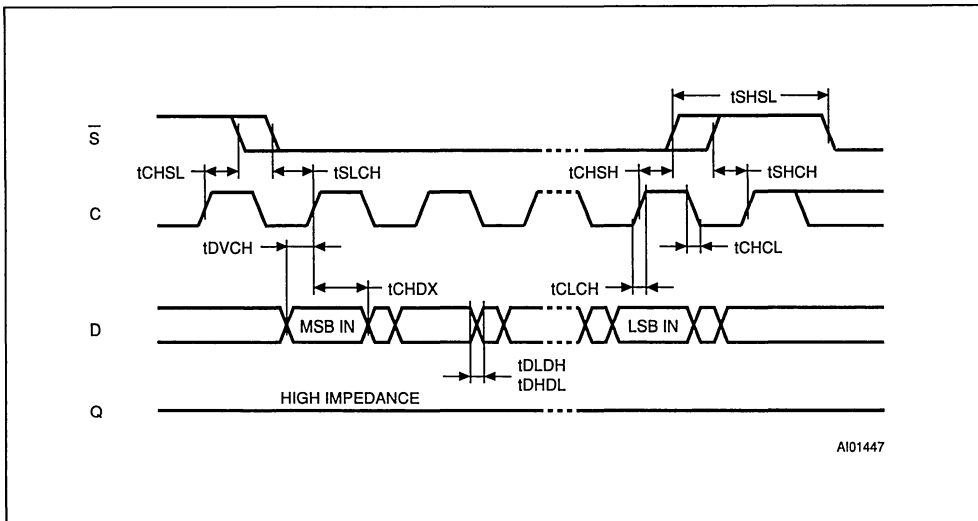 tSHSL
S
tCHSL
tSLCH
tCHSH
tSHCH
C
tDVCH
tCHCL
tCHDX
tCLCH
D
MSB IN
LSB IN
tDLDH
tDHDL
HIGH IMPEDANCE
Q
AI01447